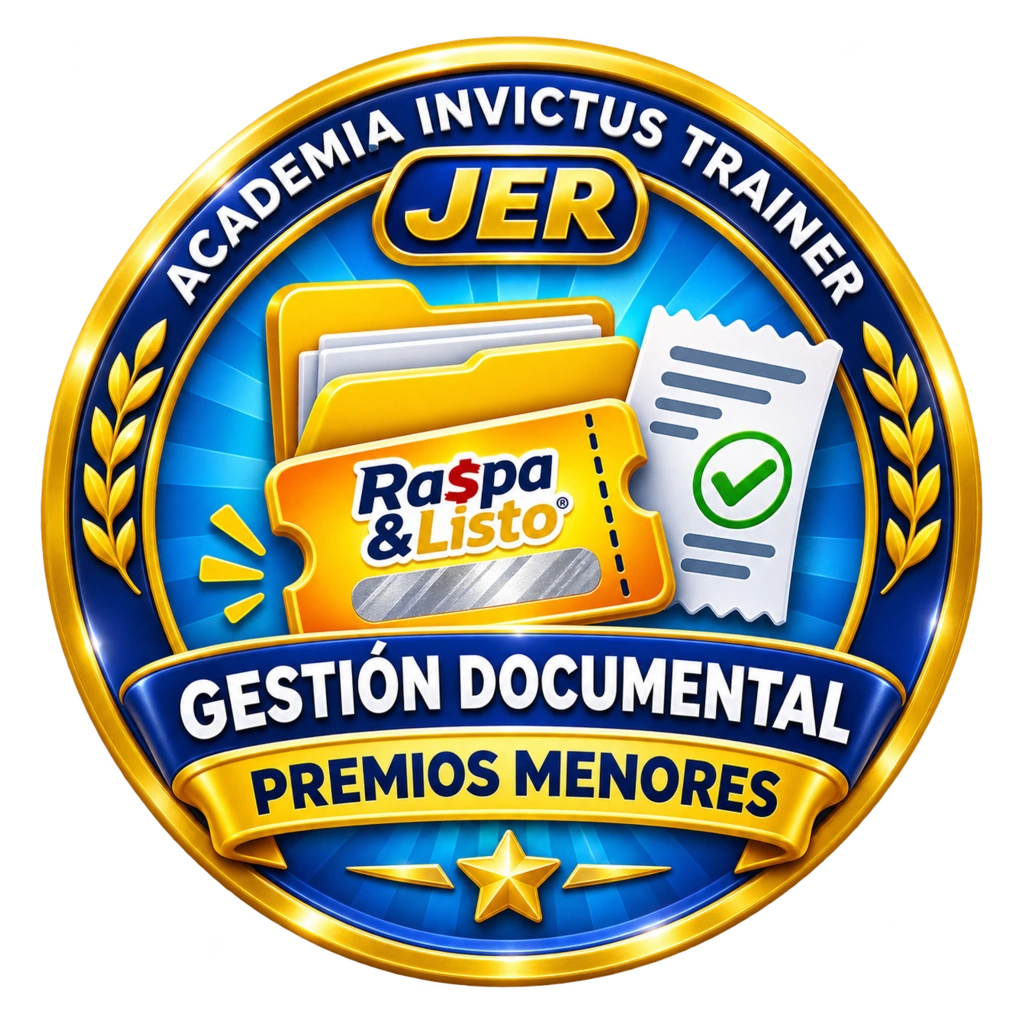 ACADEMIA INVICTUS TRAINER
JER
Ra$pa
& Listo®
GESTIÓN DOCUMENTAL
PREMIOS MENORES